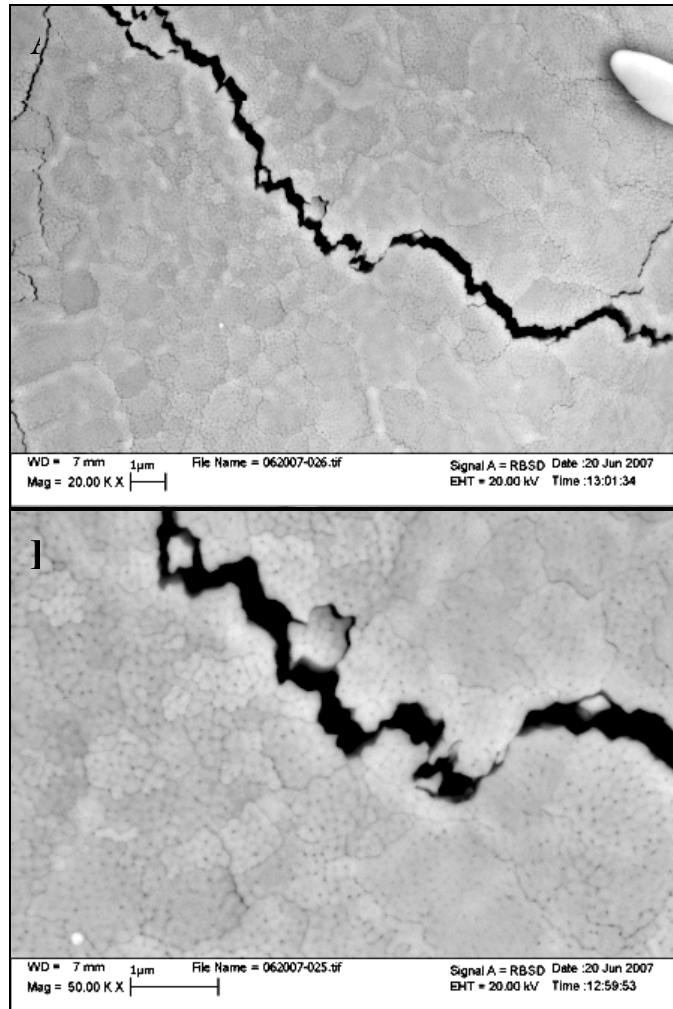 A
WD = 7 mm 1µm File Name = 062007-026.tif Signal A = RBSD Date :20 Jun 2007
Mag = 20.00 K X EHT = 20.00 kV Time :13:01:34
WD = 7 mm 1µm File Name = 062007-025.tif Signal A = RBSD Date :20 Jun 2007
Mag = 50.00 K X EHT = 20.00 kV Time :12:59:53